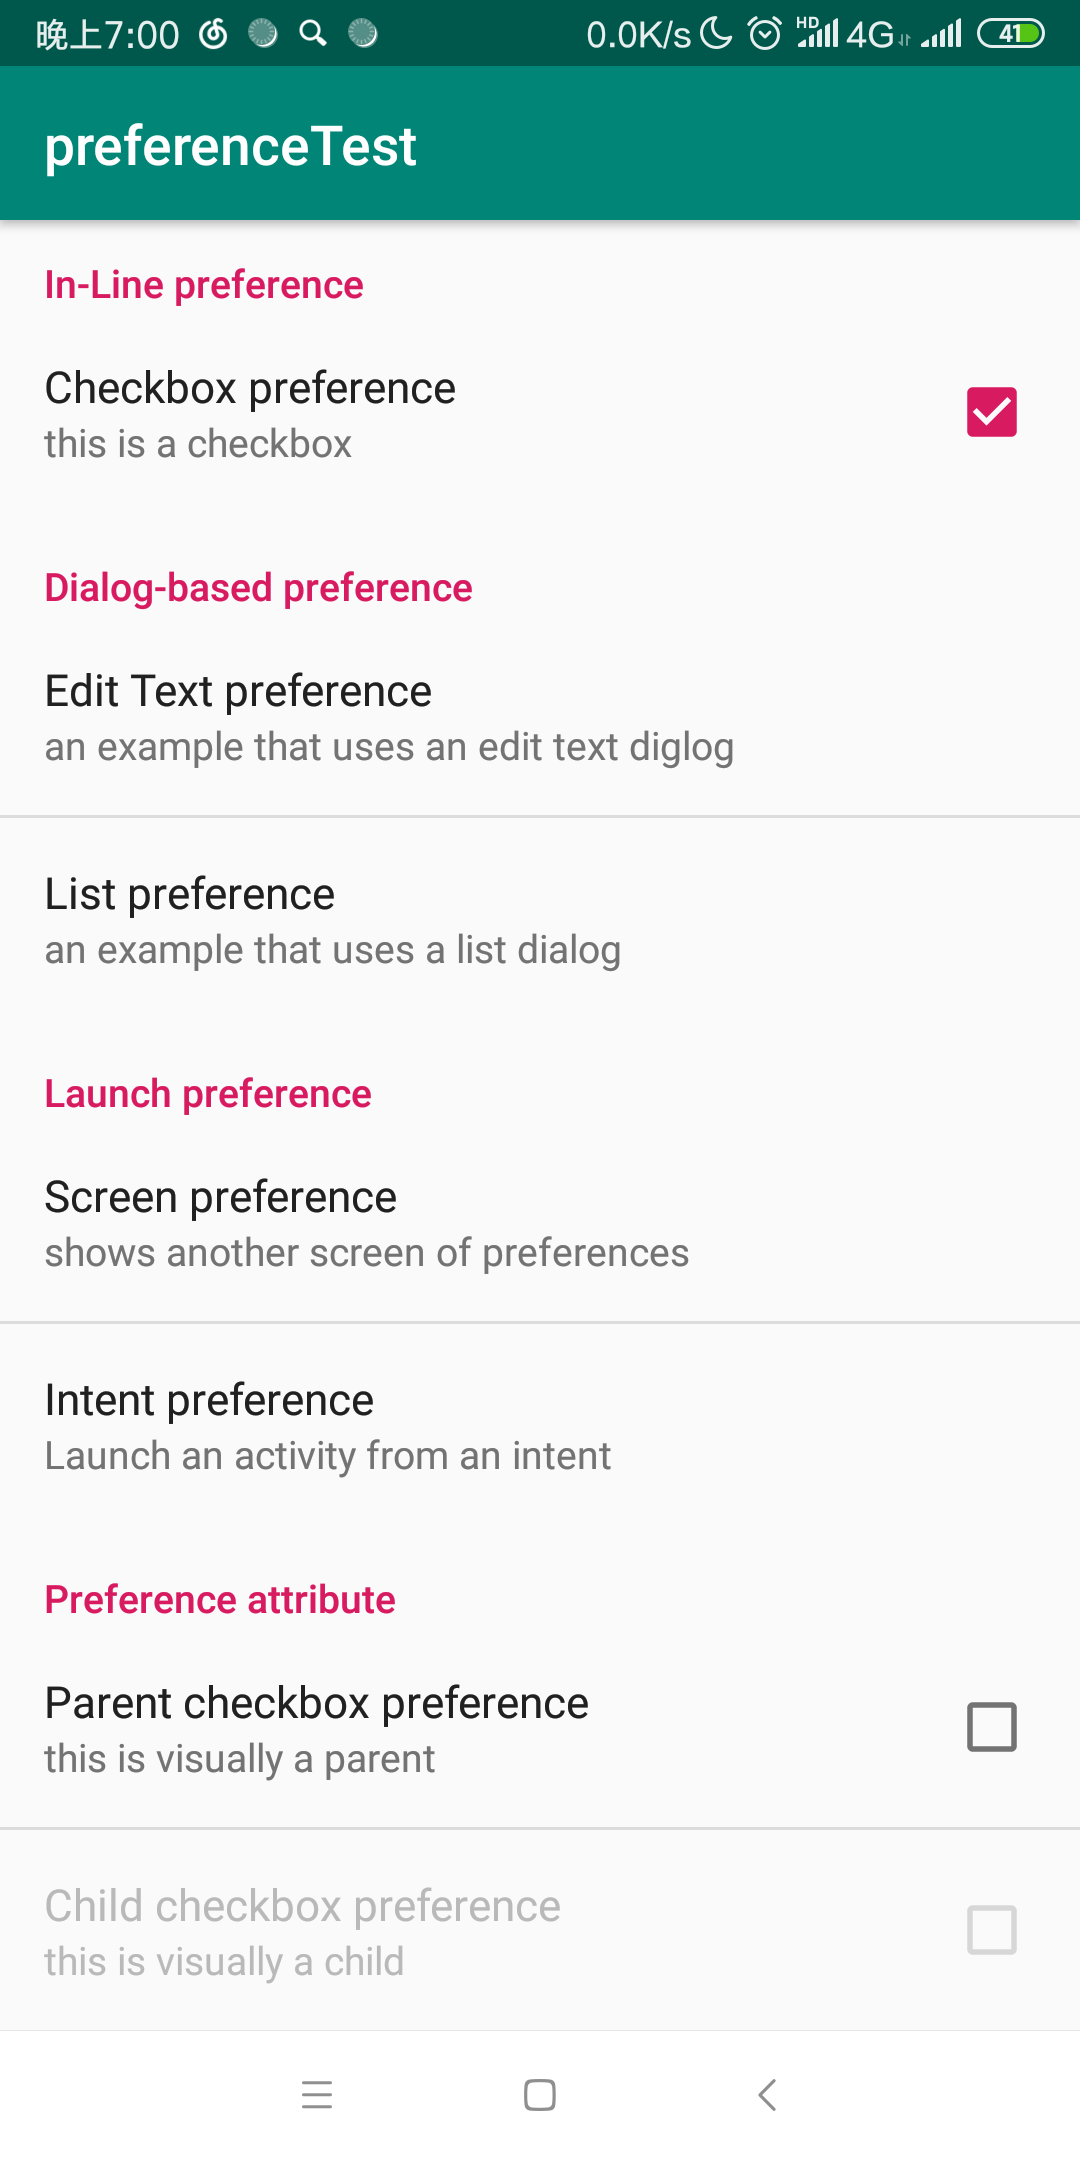 晚上7:00 0.0K/s HD 4G 41
preferenceTest
In-Line preference
Checkbox preference
this is a checkbox
Dialog-based preference
Edit Text preference
an example that uses an edit text diglog
List preference
an example that uses a list dialog
Launch preference
Screen preference
shows another screen of preferences
Intent preference
Launch an activity from an intent
Preference attribute
Parent checkbox preference
this is visually a parent
Child checkbox preference
this is visually a child